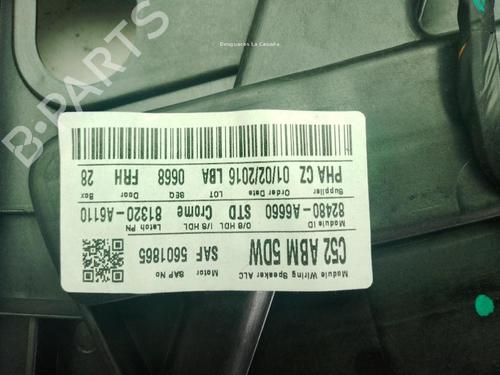 Desguaces La Cabaña
B-PARTS
Module Wiring Speaker ALC Motor SAP No
C52 ABM 5DW SAF 5601865
Module ID O/S HDL I/S HDL Latch PN
82480-A6660 STD Crome 81320-A6110
Supplier Order Data LOT SEQ Door Box
PHA CZ 01/02/2016 LBA 0668 FRH 28